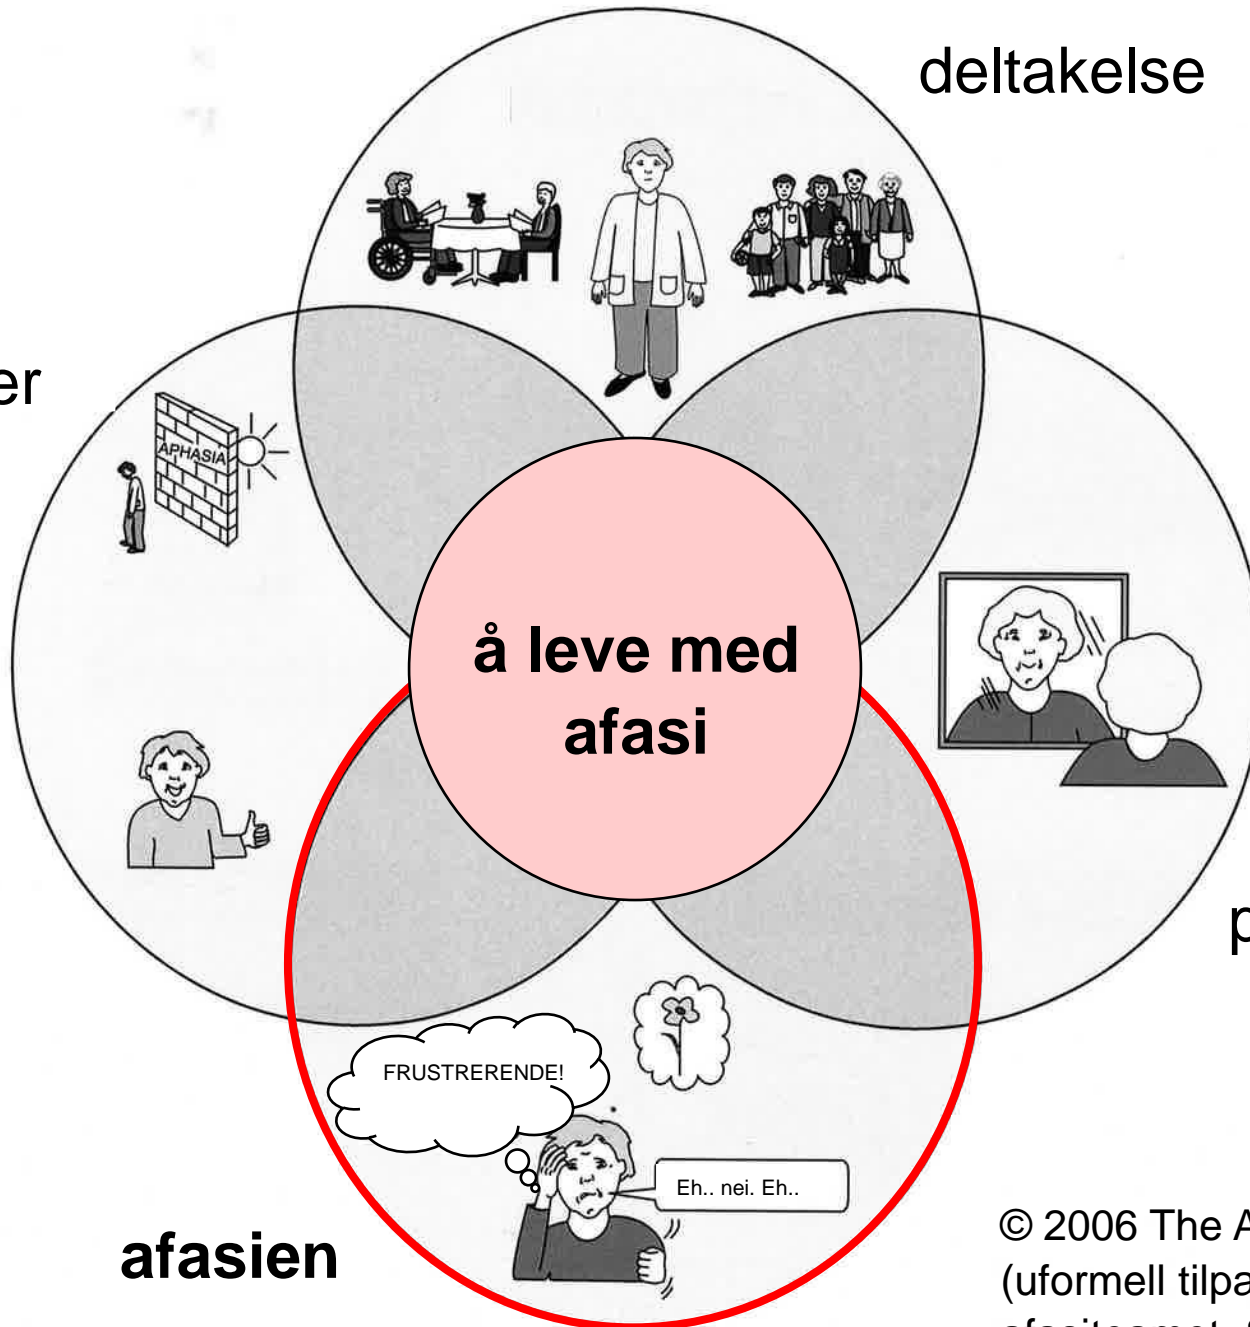 deltakelse
er
APHASIA
å leve med
afasi
p
FRUSTRERENDE!
Eh.. nei. Eh..
afasien
© 2006 The A
(uformell tilpa